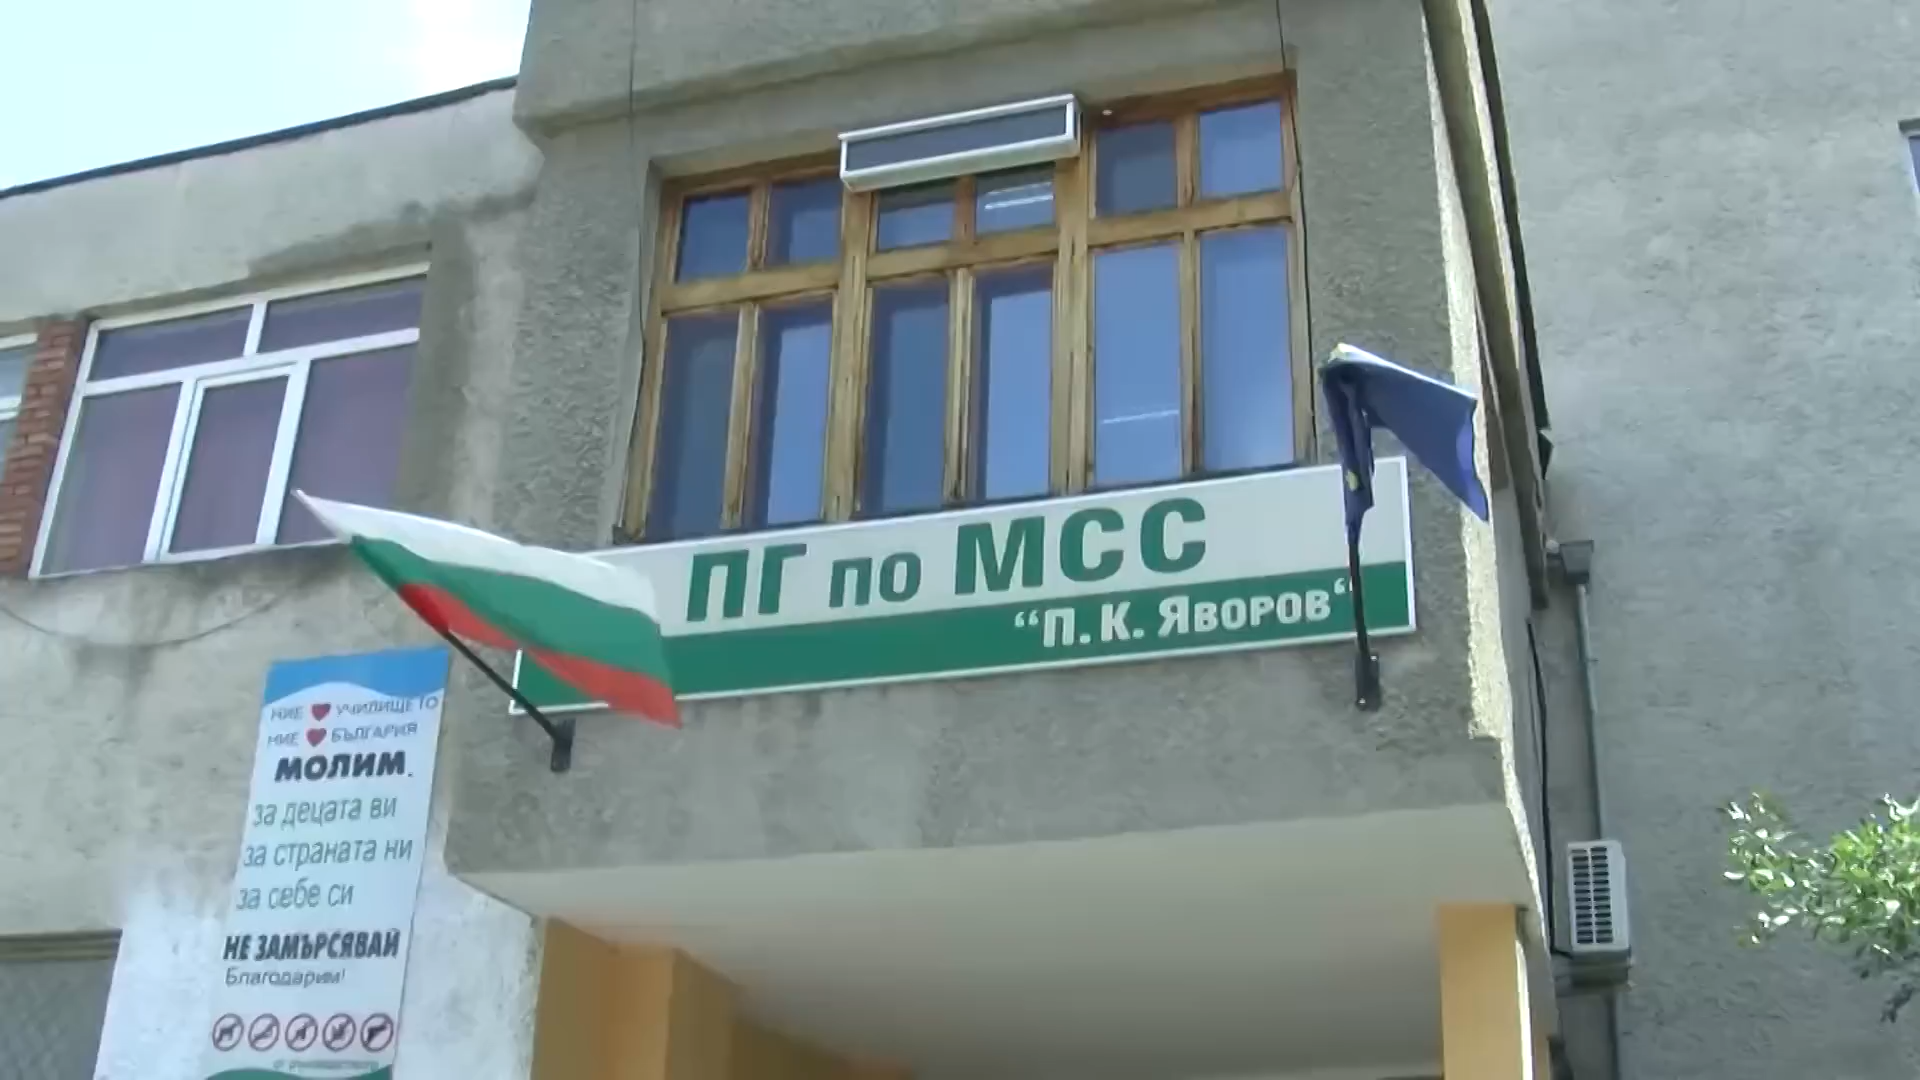 ПГ по МСС
“П. К. Яворов“
НИЕ ❤ УЧИЛИЩЕТО
НИЕ ❤ БЪЛГАРИЯ
МОЛИМ
за децата ви
за страната ни
за себе си
НЕ ЗАМЪРСЯВАЙ
Благодарим!